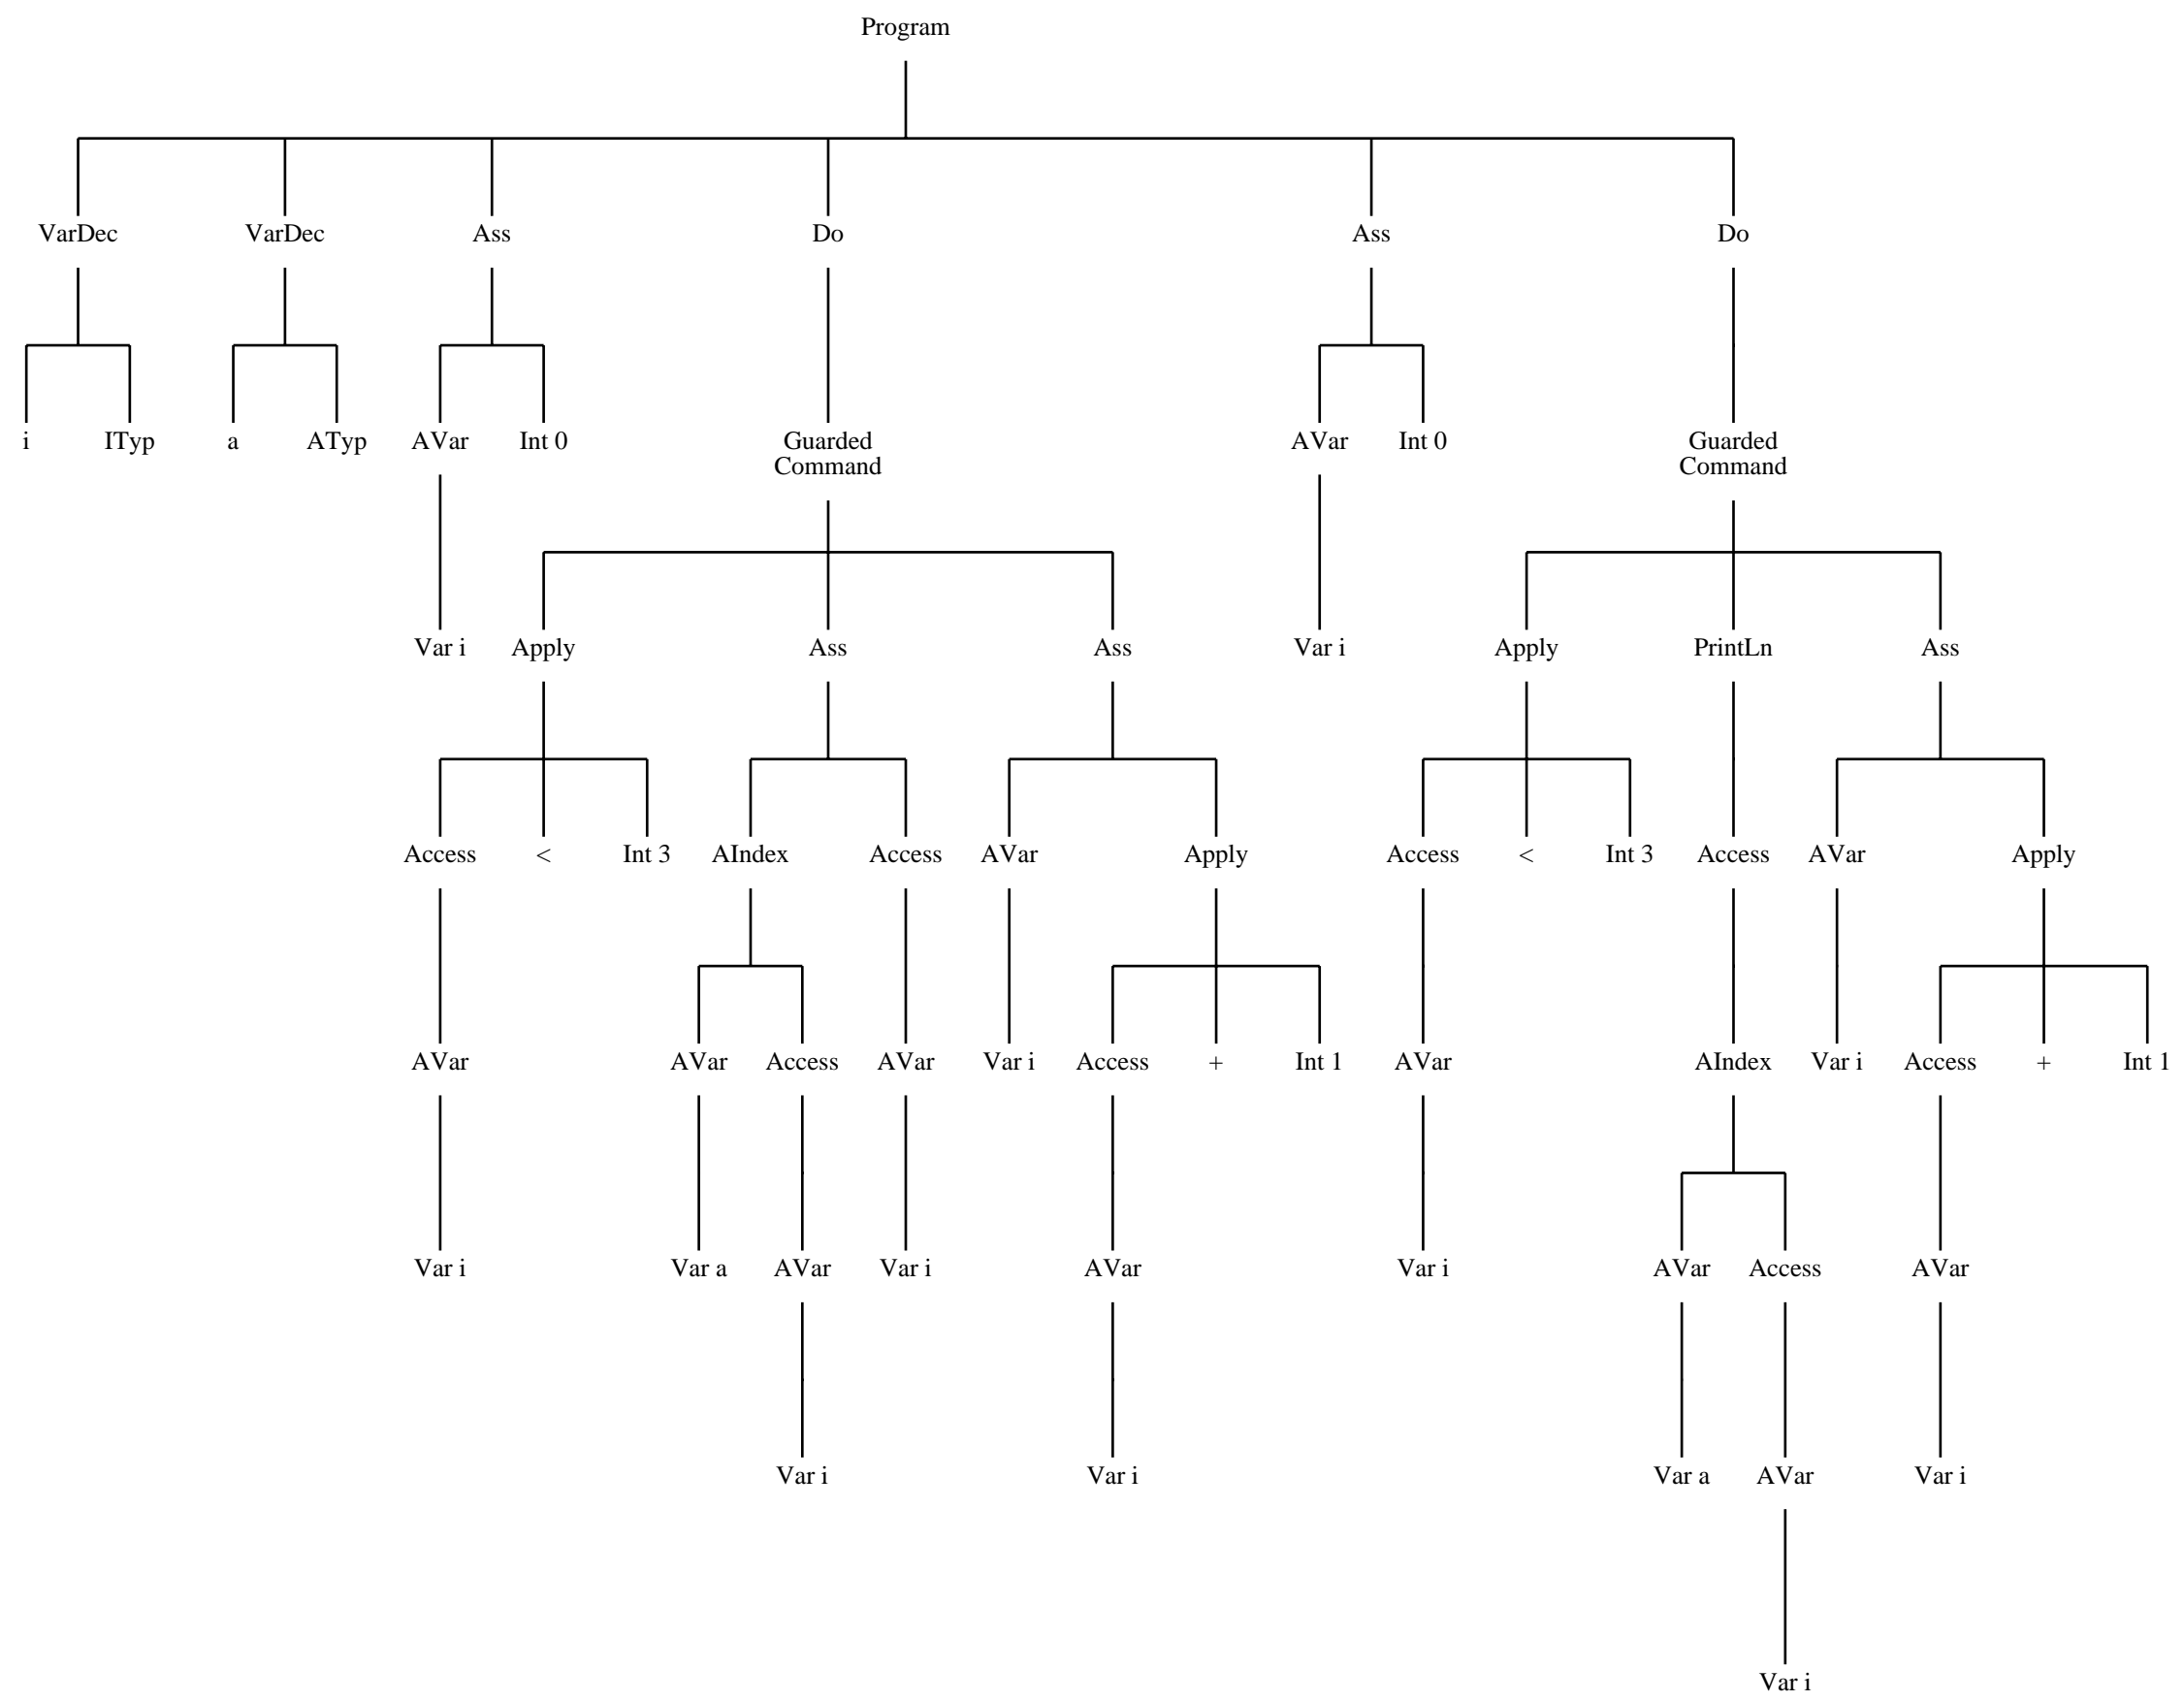 Program
VarDec VarDec Ass Do Ass Do
i ITyp a ATyp AVar Int 0 Guarded AVar Int 0 Guarded
Command Command
Var i Apply Ass Ass Var i Apply PrintLn Ass
Access < Int 3 AIndex Access AVar Apply Access < Int 3 Access AVar Apply
AVar AVar Access AVar Var i Access + Int 1 AVar AIndex Var i Access + Int 1
Var i Var a AVar Var i AVar Var i AVar Access AVar
Var i Var i Var a AVar Var i
Var i